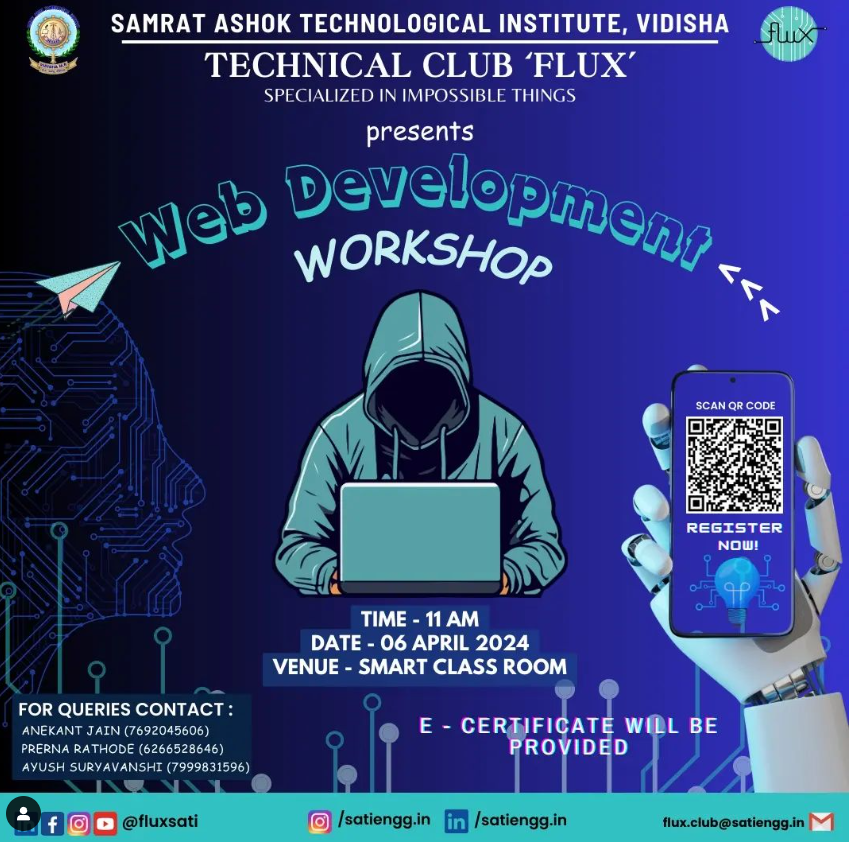 SAMRAT ASHOK TECHNOLOGICAL INSTITUTE, VIDISHA
flux
TECHNICAL CLUB ‘FLUX’
SPECIALIZED IN IMPOSSIBLE THINGS
presents
Web Development
WORKSHOP
SCAN QR CODE
REGISTER
NOW!
TIME - 11 AM
DATE - 06 APRIL 2024
VENUE - SMART CLASS ROOM
FOR QUERIES CONTACT :
ANEKANT JAIN (7692045606)
PRERNA RATHODE (6266528646)
AYUSH SURYAVANSHI (7999831596)
E - CERTIFICATE WILL BE
PROVIDED
@fluxsati
/satiengg.in
in /satiengg.in
flux.club@satiengg.in